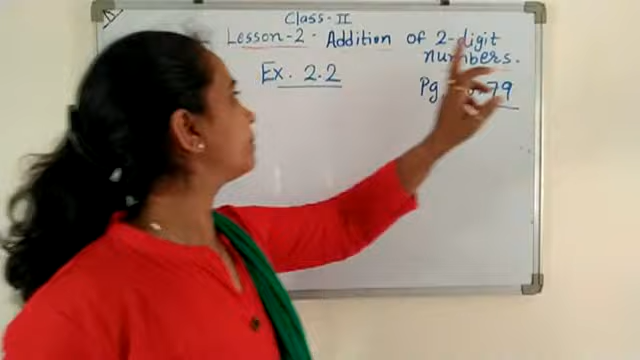 Class-II
Lesson-2 - Addition of 2-digit
numbers.
Ex. 2.2
Pg 79